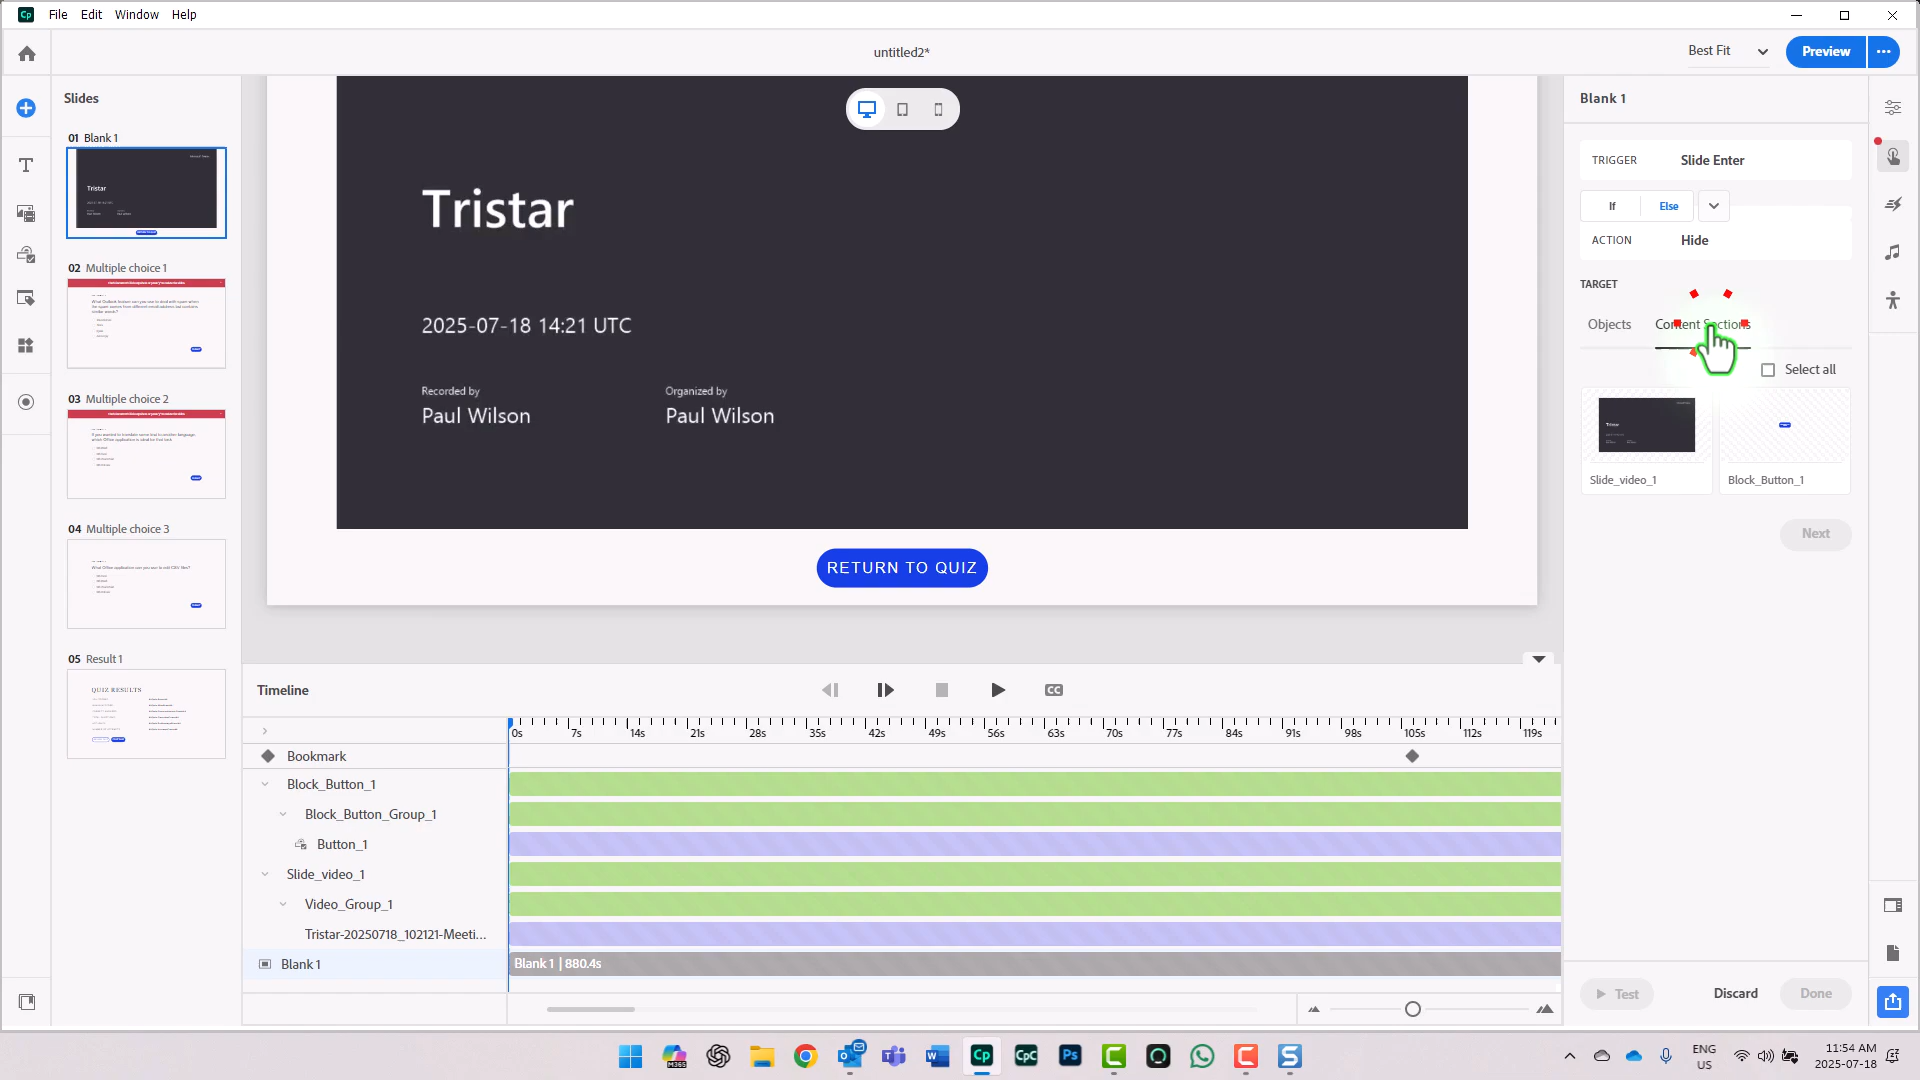 Cp File Edit Window Help
untitled2*
Best Fit
Preview
Slides
01 Blank 1
Tristar
02 Multiple choice 1
03 Multiple choice 2
04 Multiple choice 3
05 Result 1
QUIZ RESULTS
Tristar
2025-07-18 14:21 UTC
Recorded by
Paul Wilson
Organized by
Paul Wilson
RETURN TO QUIZ
Blank 1
TRIGGER Slide Enter
If Else
ACTION Hide
TARGET
Objects Content Sections
Select all
Slide_video_1
Block_Button_1
Next
Timeline
CC
0s 7s 14s 21s 28s 35s 42s 49s 56s 63s 70s 77s 84s 91s 98s 105s 112s 119s
Bookmark
Block_Button_1
Block_Button_Group_1
Button_1
Slide_video_1
Video_Group_1
Tristar-20250718_102121-Meeti...
Blank 1
Blank 1 | 880.4s
Test
Discard
Done
ENG
US
11:54 AM
2025-07-18